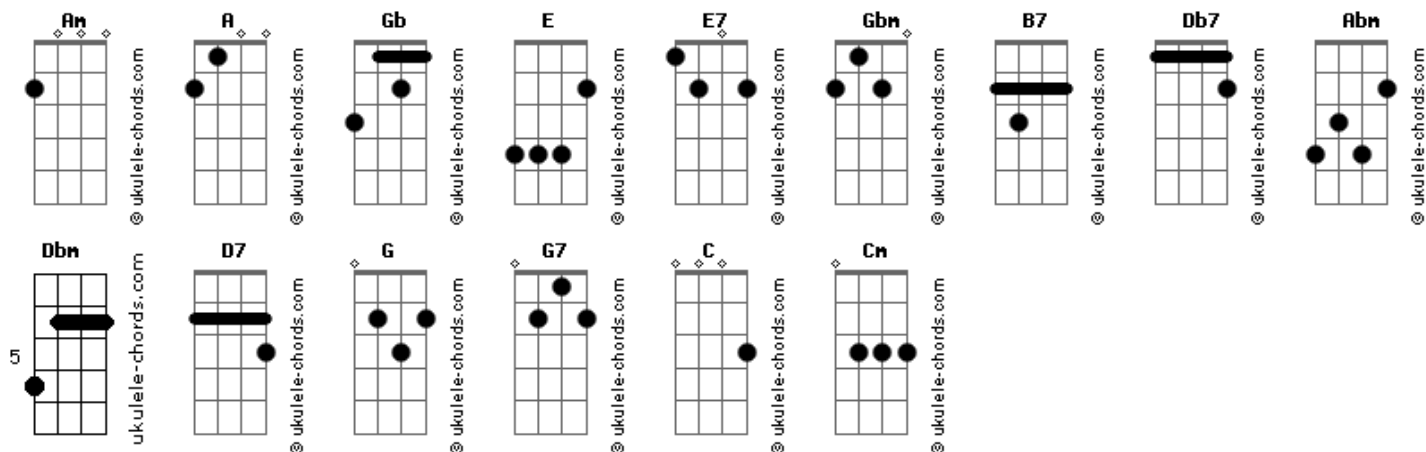 Am A Gb E E7 Gbm B7 Db7 Abm
© ukulele-chords.com © ukulele-chords.com © ukulele-chords.com © ukulele-chords.com © ukulele-chords.com © ukulele-chords.com © ukulele-chords.com © ukulele-chords.com © ukulele-chords.com
Dbm D7 G G7 C Cm
5
ukulele-chords.com © ukulele-chords.com © ukulele-chords.com © ukulele-chords.com © ukulele-chords.com © ukulele-chords.com